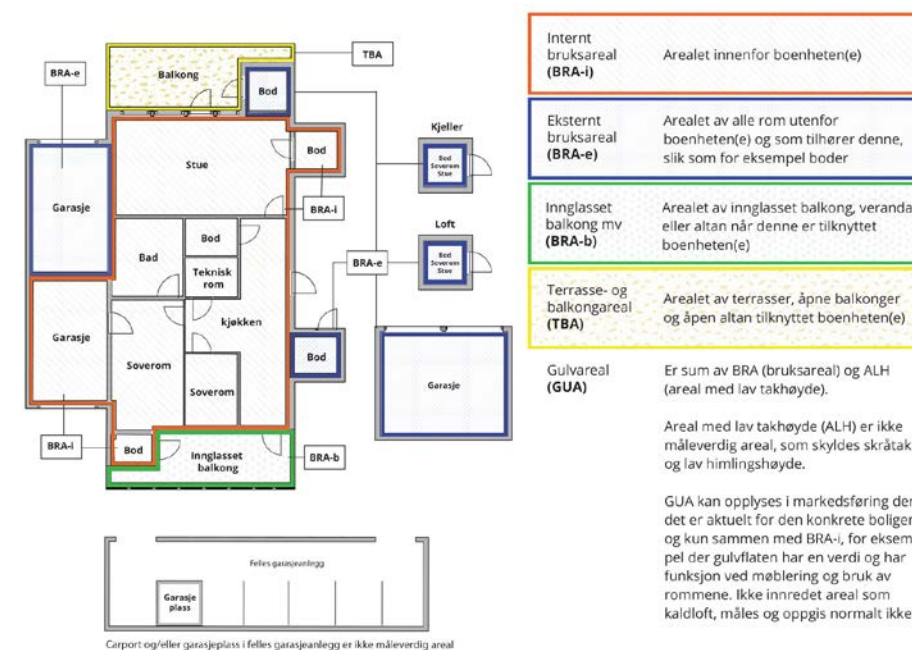 TBA
BRA-e
Balkong
Bod
Kjeller
Bod
Soverom
Stue
Stue
Bod
BRA-i
Garasje
Loft
Bod
Soverom
Stue
Bad
Bod
Teknisk
rom
BRA-e
kjøkken
Garasje
Soverom
Soverom
Bod
Garasje
BRA-i
Bod
Innglasset
balkong
BRA-b
Felles garasjeanlegg
Garasje
plass
Carport og/eller garasjeplass i felles garasjeanlegg er ikke måleverdig areal
Internt
bruksareal
(BRA-i)
Arealet innenfor boenheten(e)
Eksternt
bruksareal
(BRA-e)
Arealet av alle rom utenfor
boenheten(e) og som tilhører denne,
slik som for eksempel boder
Innglasset
balkong mv
(BRA-b)
Arealet av innglasset balkong, veranda
eller altan når denne er tilknyttet
boenheten(e)
Terrasse- og
balkongareal
(TBA)
Arealet av terrasser, åpne balkonger
og åpen altan tilknyttet boenheten(e)
Gulvareal
(GUA)
Er sum av BRA (bruksareal) og ALH
(areal med lav takhøyde).
Areal med lav takhøyde (ALH) er ikke
måleverdig areal, som skyldes skråtak
og lav himlingshøyde.
GUA kan opplyses i markedsføring der
det er aktuelt for den konkrete boligen
og kun sammen med BRA-i, for eksem
pel der gulvflaten har en verdi og har
funksjon ved møblering og bruk av
rommene. Ikke innredet areal som
kaldloft, måles og oppgis normalt ikke